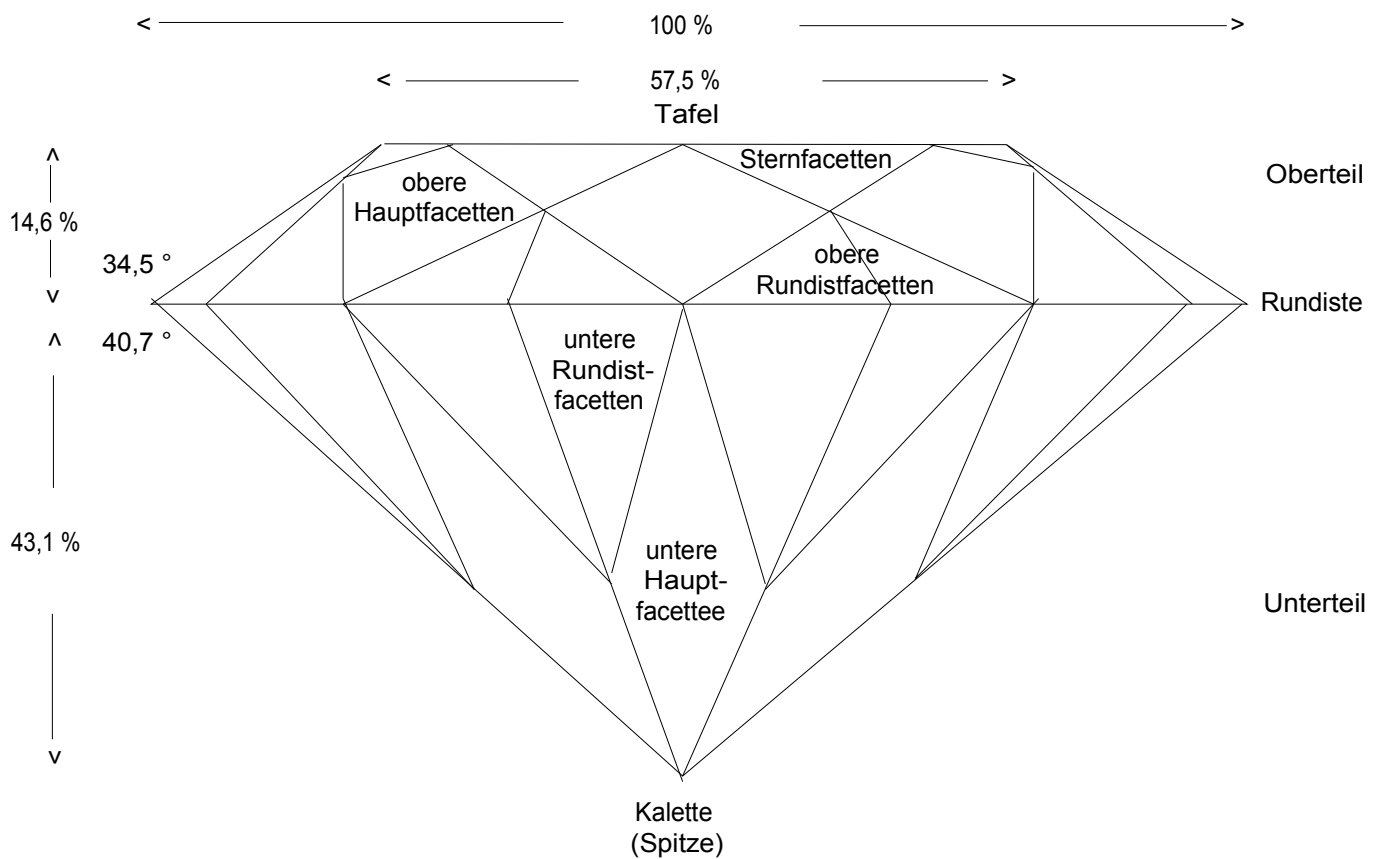 100 %
57,5 %
Tafel
Sternfacetten
Oberteil
obere
Hauptfacetten
14,6 %
obere
Rundistfacetten
34,5 °
Rundiste
40,7 °
untere
Rundist-
facetten
43,1 %
untere
Haupt-
facettee
Unterteil
Kalette
(Spitze)